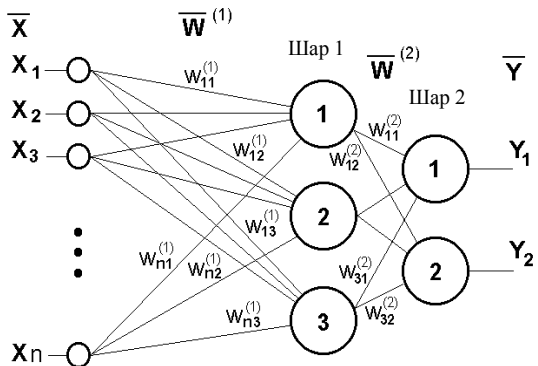 X̅ W̅⁽¹⁾ Шар 1 W̅⁽²⁾ Y̅
Шар 2
X₁
X₂
X₃
Xn
W₁₁⁽¹⁾
W₁₂⁽¹⁾
W₁₃⁽¹⁾
Wn₁⁽¹⁾
Wn₂⁽¹⁾
Wn₃⁽¹⁾
1
2
3
W₁₁⁽²⁾
W₁₂⁽²⁾
W₃₁⁽²⁾
W₃₂⁽²⁾
1
2
Y₁
Y₂